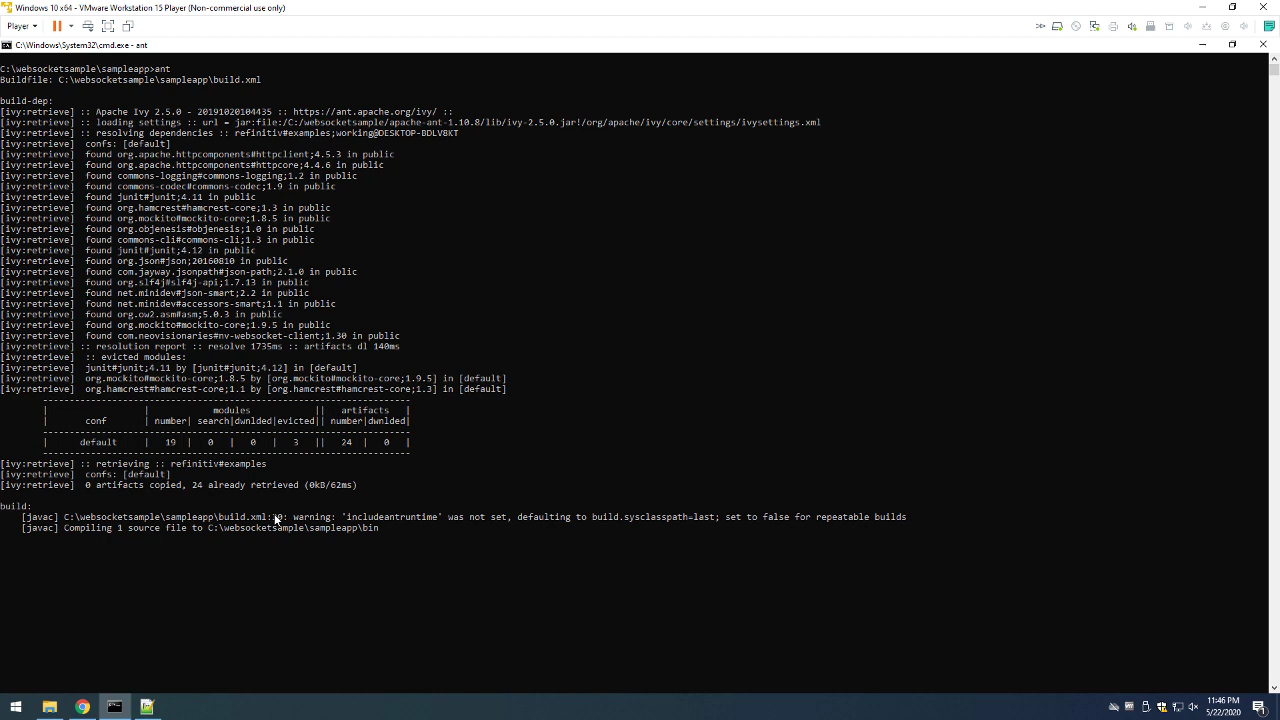 Windows 10 x64 - VMware Workstation 15 Player (Non-commercial use only)
Player
C:\Windows\System32\cmd.exe - ant
C:\websocketsample\sampleapp>ant
Buildfile: C:\websocketsample\sampleapp\build.xml
build-dep:
[ivy:retrieve] :: Apache Ivy 2.5.0 - 20191020104435 :: https://ant.apache.org/ivy/ ::
[ivy:retrieve] :: loading settings :: url = jar:file:/C:/websocketsample/apache-ant-1.10.8/lib/ivy-2.5.0.jar!/org/apache/ivy/core/settings/ivysettings.xml
[ivy:retrieve] :: resolving dependencies :: refinitiv#examples;working@DESKTOP-BDLV8KT
[ivy:retrieve] confs: [default]
[ivy:retrieve] found org.apache.httpcomponents#httpclient;4.5.3 in public
[ivy:retrieve] found org.apache.httpcomponents#httpcore;4.4.6 in public
[ivy:retrieve] found commons-logging#commons-logging;1.2 in public
[ivy:retrieve] found commons-codec#commons-codec;1.9 in public
[ivy:retrieve] found junit#junit;4.11 in public
[ivy:retrieve] found org.hamcrest#hamcrest-core;1.3 in public
[ivy:retrieve] found org.mockito#mockito-core;1.8.5 in public
[ivy:retrieve] found org.objenesis#objenesis;1.0 in public
[ivy:retrieve] found commons-cli#commons-cli;1.3 in public
[ivy:retrieve] found junit#junit;4.12 in public
[ivy:retrieve] found org.json#json;20160810 in public
[ivy:retrieve] found com.jayway.jsonpath#json-path;2.1.0 in public
[ivy:retrieve] found org.slf4j#slf4j-api;1.7.13 in public
[ivy:retrieve] found net.minidev#json-smart;2.2 in public
[ivy:retrieve] found net.minidev#accessors-smart;1.1 in public
[ivy:retrieve] found org.ow2.asm#asm;5.0.3 in public
[ivy:retrieve] found org.mockito#mockito-core;1.9.5 in public
[ivy:retrieve] found com.neovisionaries#nv-websocket-client;1.30 in public
[ivy:retrieve] :: resolution report :: resolve 1735ms :: artifacts dl 140ms
[ivy:retrieve] :: evicted modules:
[ivy:retrieve] junit#junit;4.11 by [junit#junit;4.12] in [default]
[ivy:retrieve] org.mockito#mockito-core;1.8.5 by [org.mockito#mockito-core;1.9.5] in [default]
[ivy:retrieve] org.hamcrest#hamcrest-core;1.1 by [org.hamcrest#hamcrest-core;1.3] in [default]
---------------------------------------------------------------------
| | modules || artifacts |
| conf | number| search|dwnlded|evicted|| number|dwnlded|
---------------------------------------------------------------------
| default | 19 | 0 | 0 | 3 || 24 | 0 |
---------------------------------------------------------------------
[ivy:retrieve] :: retrieving :: refinitiv#examples
[ivy:retrieve] confs: [default]
[ivy:retrieve] 0 artifacts copied, 24 already retrieved (0kB/62ms)
build:
[javac] C:\websocketsample\sampleapp\build.xml: warning: 'includeantruntime' was not set, defaulting to build.sysclasspath=last; set to false for repeatable builds
[javac] Compiling 1 source file to C:\websocketsample\sampleapp\bin
11:46 PM
5/22/2020